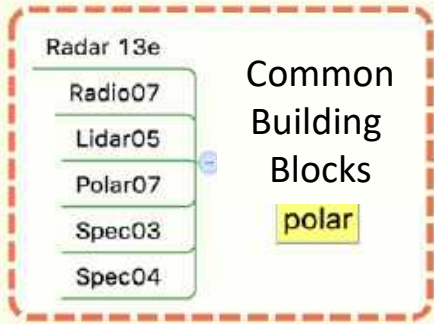 Radar 13e
Radio07
Lidar05
Polar07
Spec03
Spec04
Common
Building
Blocks
polar